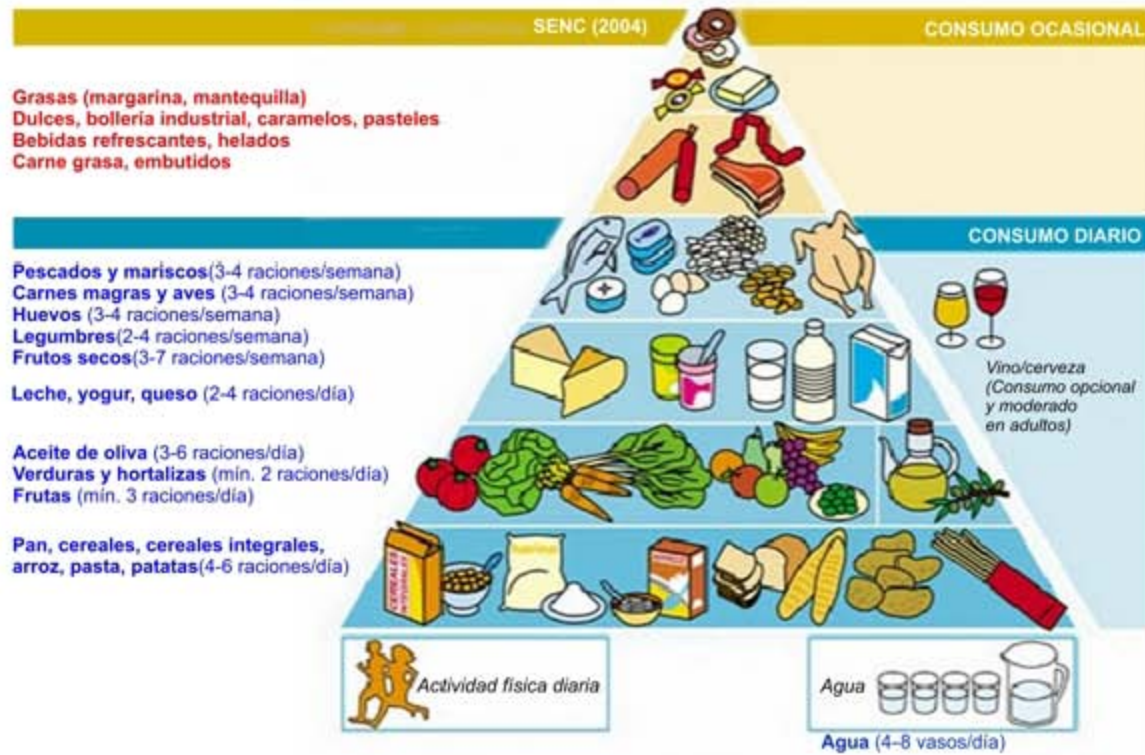 SENC (2004)
CONSUMO OCASIONAL
Grasas (margarina, mantequilla)
Dulces, bollería industrial, caramelos, pasteles
Bebidas refrescantes, helados
Carne grasa, embutidos
CONSUMO DIARIO
Pescados y mariscos(3-4 raciones/semana)
Carnes magras y aves (3-4 raciones/semana)
Huevos (3-4 raciones/semana)
Legumbres(2-4 raciones/semana)
Frutos secos(3-7 raciones/semana)
Leche, yogur, queso (2-4 raciones/día)
Vino/cerveza
(Consumo opcional
y moderado
en adultos)
Aceite de oliva (3-6 raciones/día)
Verduras y hortalizas (mín. 2 raciones/día)
Frutas (mín. 3 raciones/día)
Pan, cereales, cereales integrales,
arroz, pasta, patatas(4-6 raciones/día)
CEREALES
INTEGRALES
Actividad física diaria
Agua
Agua (4-8 vasos/día)